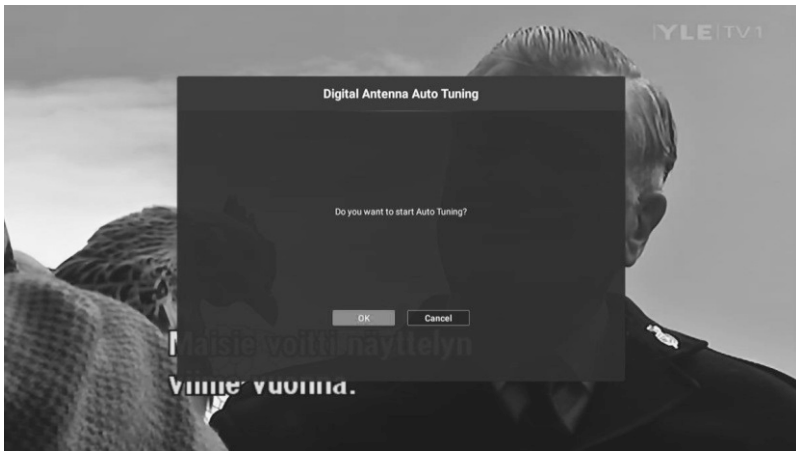 YLE TV1
Digital Antenna Auto Tuning
Do you want to start Auto Tuning?
OK
Cancel
Maisie voitti näyttelyn
viime vuonna.